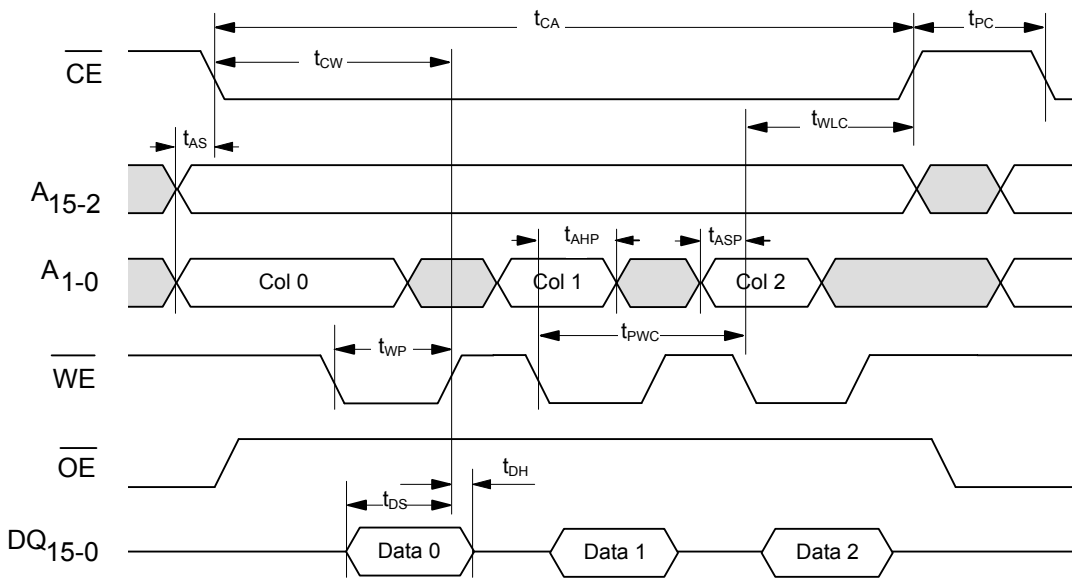 tCA
tPC
CE
tCW
tWLC
tAS
A15-2
tAHP
tASP
A1-0
Col 0
Col 1
Col 2
tPWC
tWP
WE
OE
tDH
tDS
DQ15-0
Data 0
Data 1
Data 2